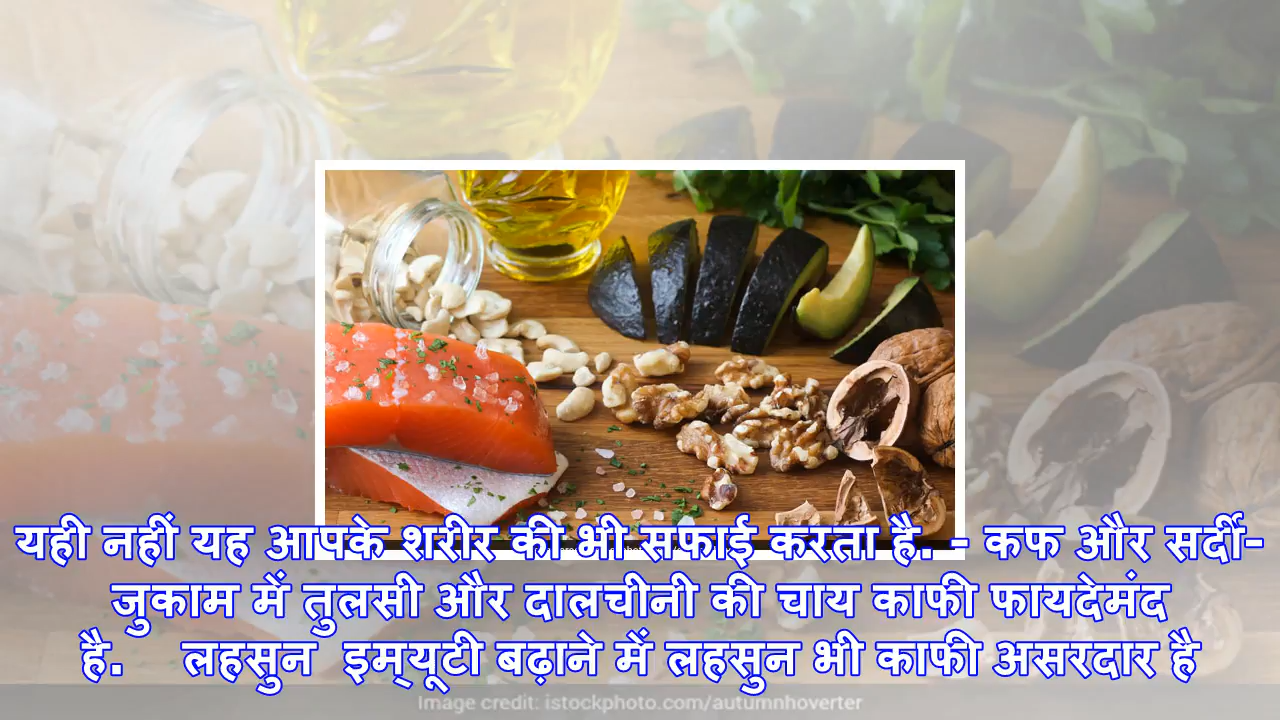 यही नहीं यह आपके शरीर की भी सफाई करता है. - कफ और सर्दी-
जुकाम में तुलसी और दालचीनी की चाय काफी फायदेमंद
है. लहसुन इम्यूटी बढ़ाने में लहसुन भी काफी असरदार है
Image credit: istockphoto.com/autumnhoverter